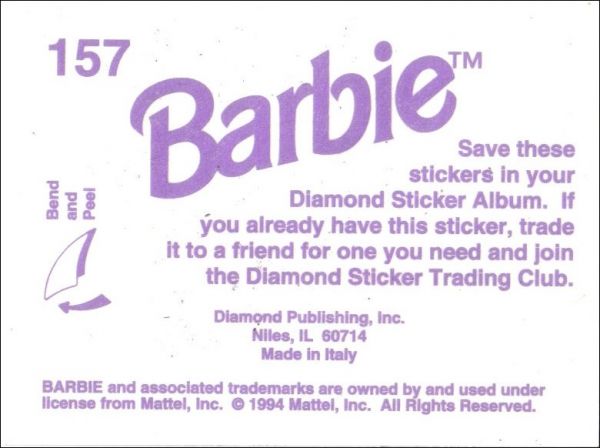 157
Barbie™
Save these
stickers in your
Diamond Sticker Album. If
you already have this sticker, trade
it to a friend for one you need and join
the Diamond Sticker Trading Club.
Bend
and
Peel
Diamond Publishing, Inc.
Niles, IL 60714
Made in Italy
BARBIE and associated trademarks are owned by and used under
license from Mattel, Inc. © 1994 Mattel, Inc. All Rights Reserved.